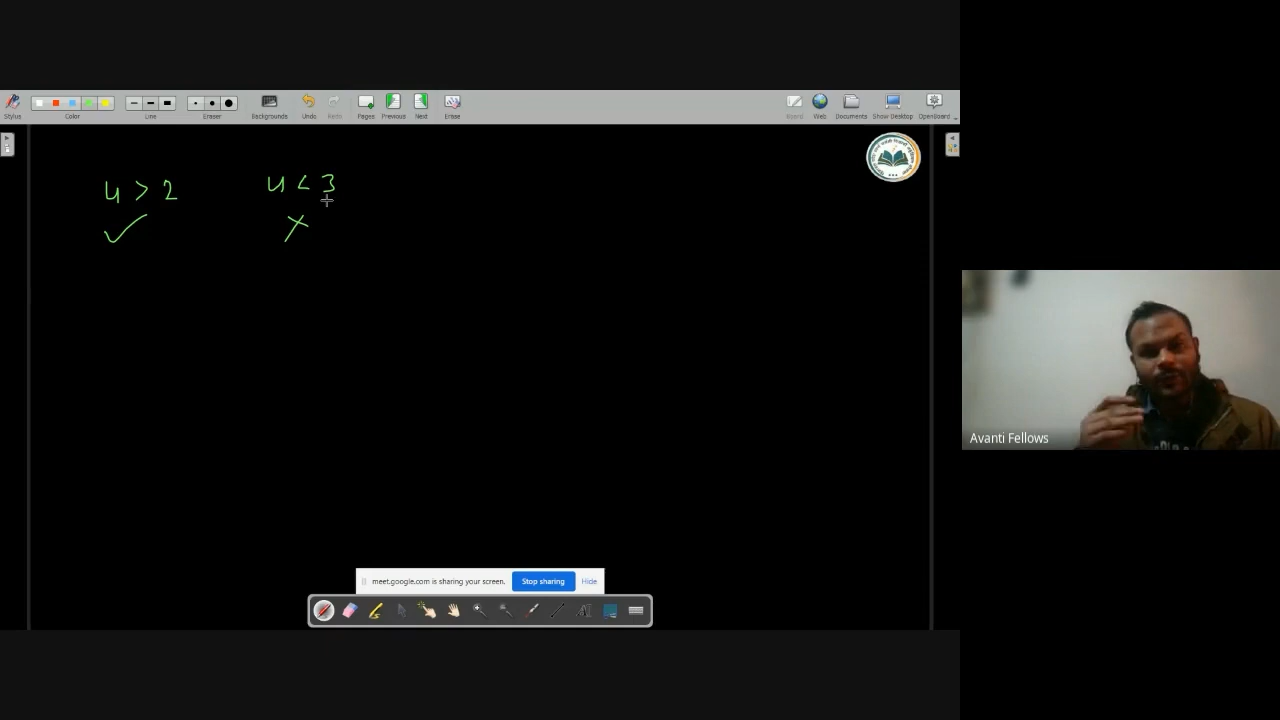 Stylus Color Line Eraser Backgrounds Undo Redo Pages Previous Next Erase Board Web Documents Show Desktop OpenBoard
4 > 2 4 < 3
✓ ✗
Avanti Fellows
meet.google.com is sharing your screen. Stop sharing Hide